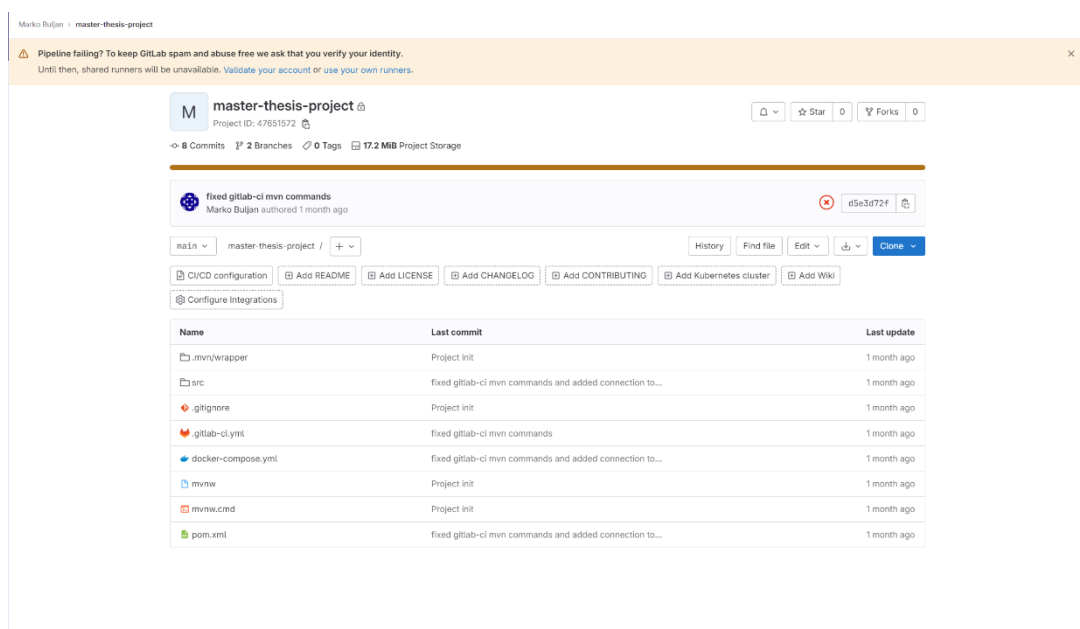 Marko Buljan > master-thesis-project
Pipeline failing? To keep GitLab spam and abuse free we ask that you verify your identity.
Until then, shared runners will be unavailable. Validate your account or use your own runners.
M
master-thesis-project
Project ID: 47651572
Star 0 Forks 0
8 Commits 2 Branches 0 Tags 17.2 MiB Project Storage
fixed gitlab-ci mvn commands
Marko Buljan authored 1 month ago
d5e3d72f
main master-thesis-project / + History Find file Edit Clone
CI/CD configuration Add README Add LICENSE Add CHANGELOG Add CONTRIBUTING Add Kubernetes cluster Add Wiki
Configure Integrations
Name Last commit Last update
.mvn/wrapper Project init 1 month ago
src fixed gitlab-ci mvn commands and added connection to... 1 month ago
.gitignore Project init 1 month ago
.gitlab-ci.yml fixed gitlab-ci mvn commands 1 month ago
docker-compose.yml fixed gitlab-ci mvn commands and added connection to... 1 month ago
mvnw Project init 1 month ago
mvnw.cmd Project init 1 month ago
pom.xml fixed gitlab-ci mvn commands and added connection to... 1 month ago